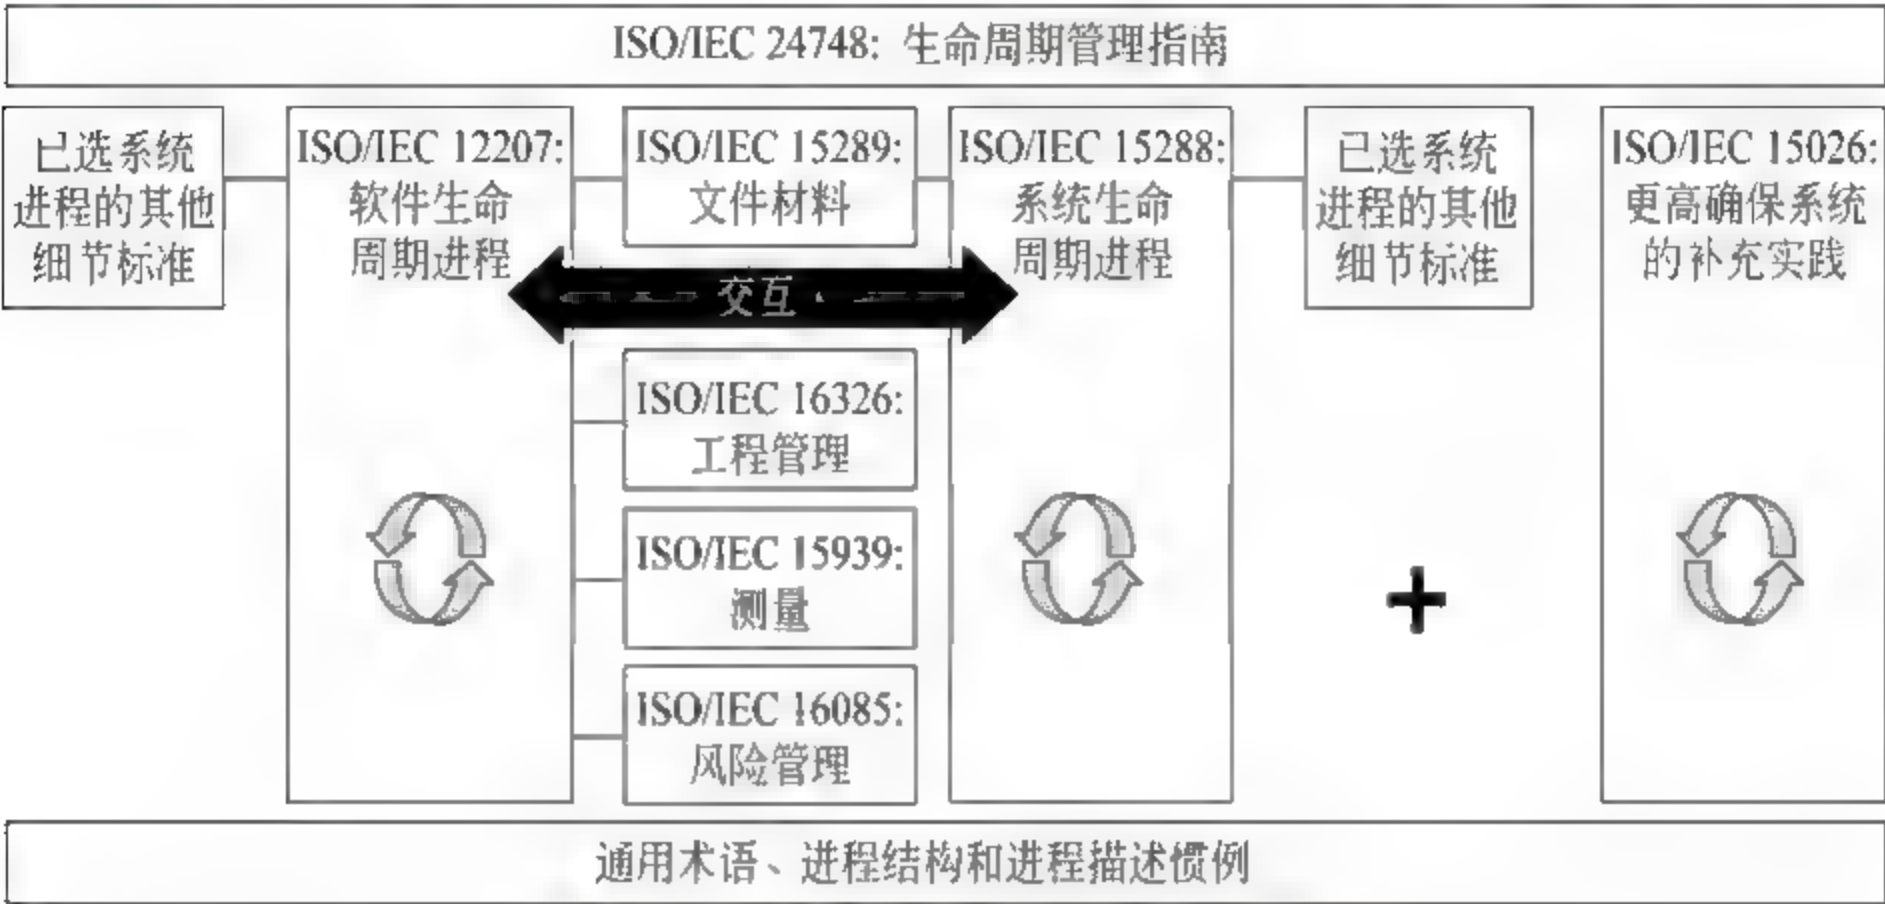 ISO/IEC 24748: 生命周期管理指南
已选系统
进程的其他
细节标准
ISO/IEC 12207:
软件生命
周期进程
ISO/IEC 15289:
文件材料
ISO/IEC 15288:
系统生命
周期进程
已选系统
进程的其他
细节标准
ISO/IEC 15026:
更高确保系统
的补充实践
交互
ISO/IEC 16326:
工程管理
ISO/IEC 15939:
测量
ISO/IEC 16085:
风险管理
+
通用术语、进程结构和进程描述惯例